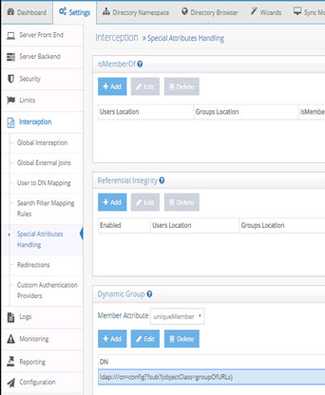 Dashboard
Settings
Directory Namespace
Directory Browser
Wizards
Sync Mo
Server Front End
Server Backend
Security
Limits
Interception
Global Interception
Global External Joins
User to DN Mapping
Search Filter Mapping
Rules
Special Attributes
Handling
Redirections
Custom Authentication
Providers
Logs
Monitoring
Reporting
Configuration
Interception » Special Attributes Handling
isMemberOf
+ Add
Edit
Delete
Users Location
Groups Location
isMembe
Referential Integrity
+ Add
Edit
Delete
Enabled
Users Location
Groups Location
Dynamic Group
Member Attribute uniqueMember
+ Add
Edit
Delete
DN
ldap:///cn=config??sub?(objectClass=groupOfURLs)